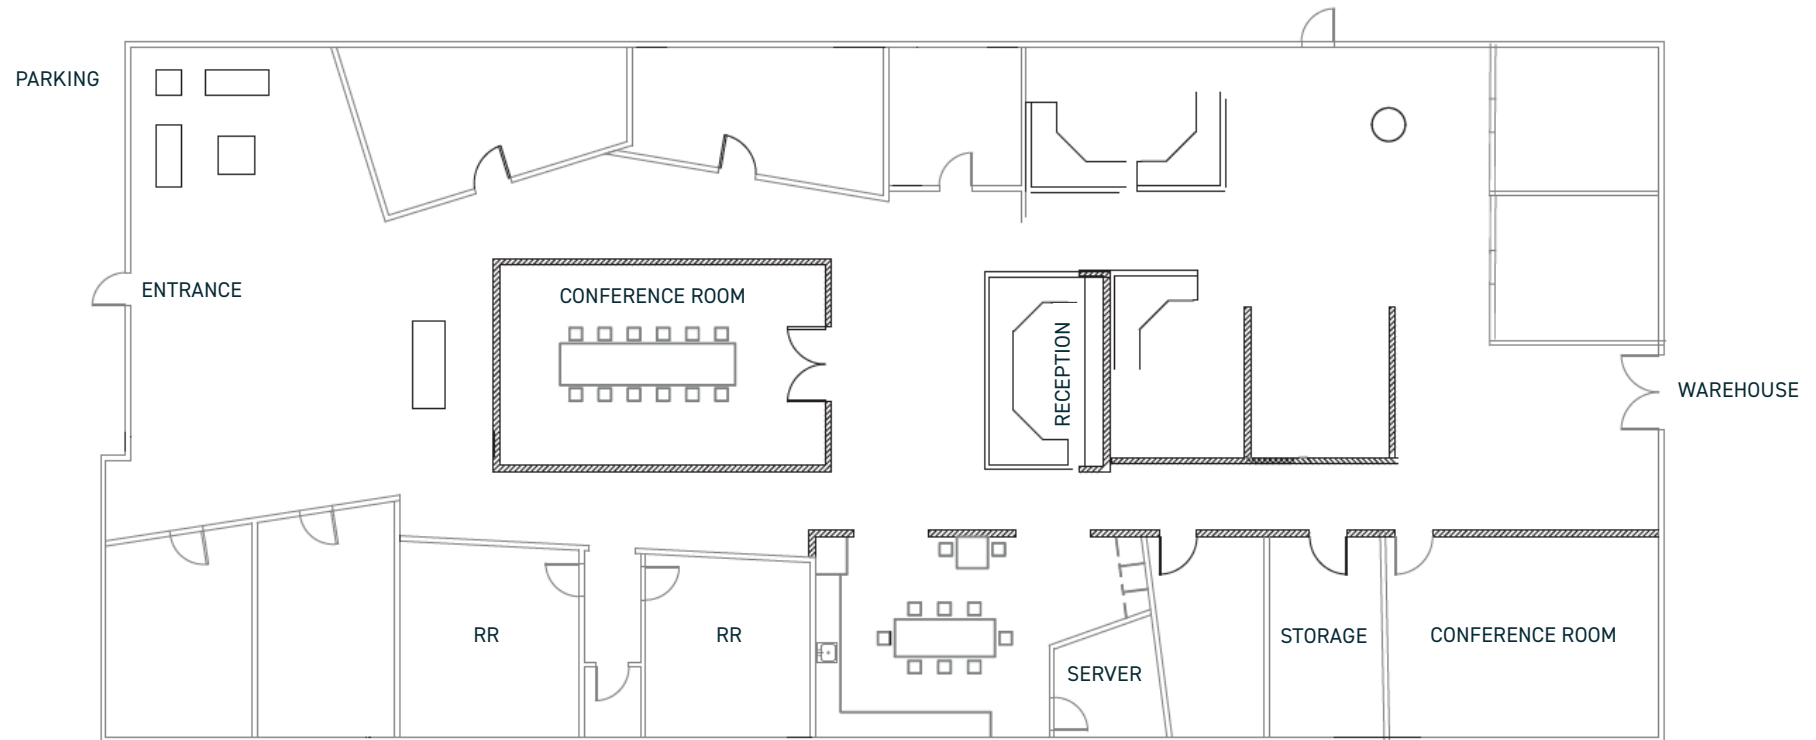 PARKING
ENTRANCE
CONFERENCE ROOM
RECEPTION
WAREHOUSE
RR
RR
SERVER
STORAGE
CONFERENCE ROOM